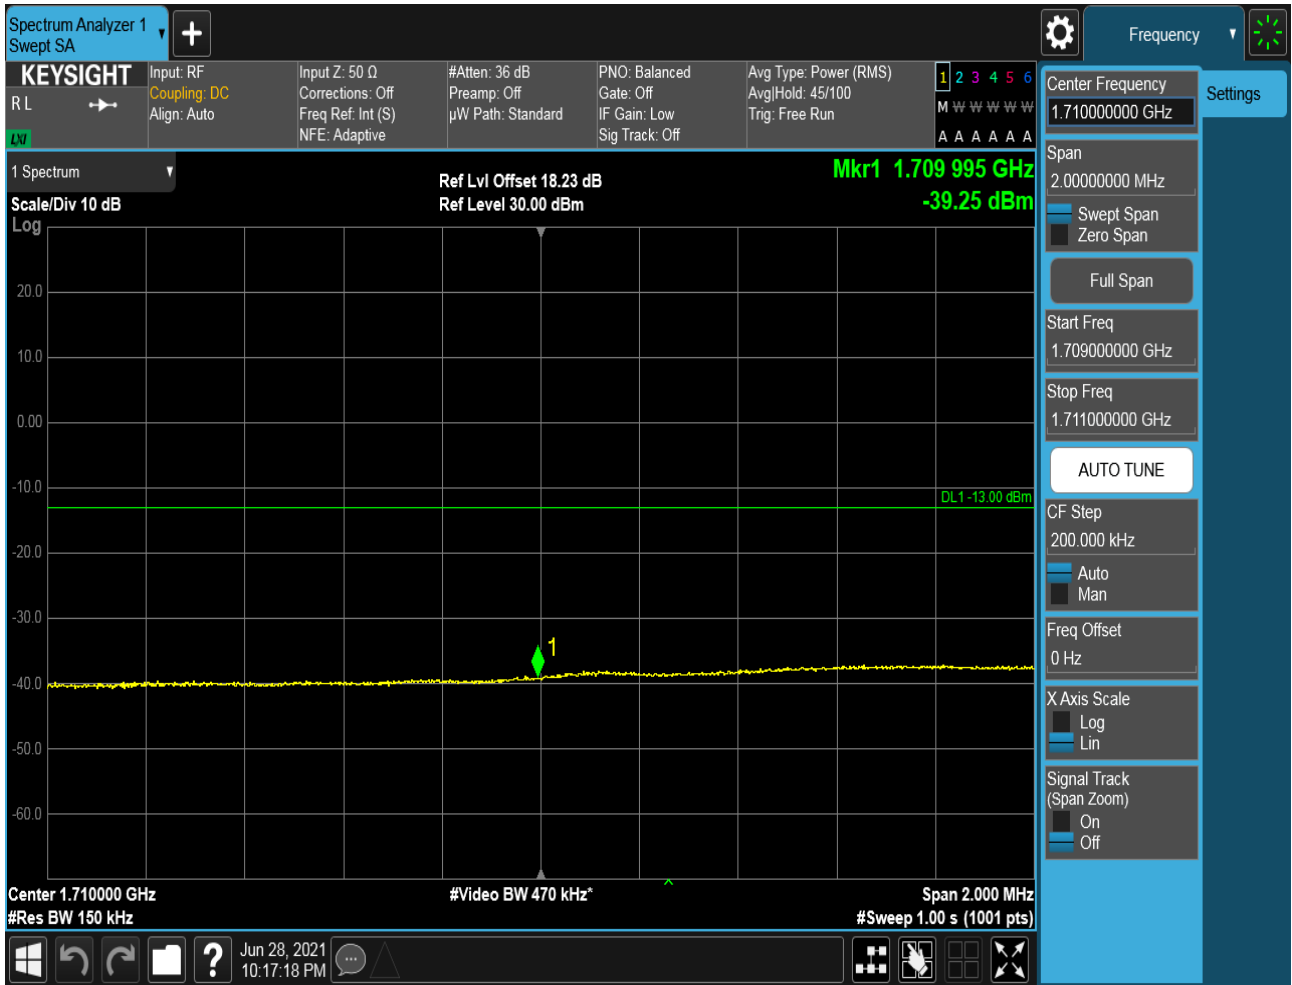 Spectrum Analyzer 1
Swept SA
Frequency
KEYSIGHT
R L
LXI
Input: RF
Coupling: DC
Align: Auto
Input Z: 50 Ω
Corrections: Off
Freq Ref: Int (S)
NFE: Adaptive
#Atten: 36 dB
Preamp: Off
µW Path: Standard
PNO: Balanced
Gate: Off
IF Gain: Low
Sig Track: Off
Avg Type: Power (RMS)
Avg|Hold: 45/100
Trig: Free Run
1 2 3 4 5 6
M W W W W W
A A A A A A
1 Spectrum
Scale/Div 10 dB
Log
Ref Lvl Offset 18.23 dB
Ref Level 30.00 dBm
Mkr1 1.709 995 GHz
-39.25 dBm
20.0
10.0
0.00
-10.0
DL1 -13.00 dBm
-20.0
-30.0
1
-40.0
-50.0
-60.0
Center 1.710000 GHz
#Video BW 470 kHz*
Span 2.000 MHz
#Res BW 150 kHz
#Sweep 1.00 s (1001 pts)
?
Jun 28, 2021
10:17:18 PM
Center Frequency
1.710000000 GHz
Settings
Span
2.00000000 MHz
Swept Span
Zero Span
Full Span
Start Freq
1.709000000 GHz
Stop Freq
1.711000000 GHz
AUTO TUNE
CF Step
200.000 kHz
Auto
Man
Freq Offset
0 Hz
X Axis Scale
Log
Lin
Signal Track
(Span Zoom)
On
Off